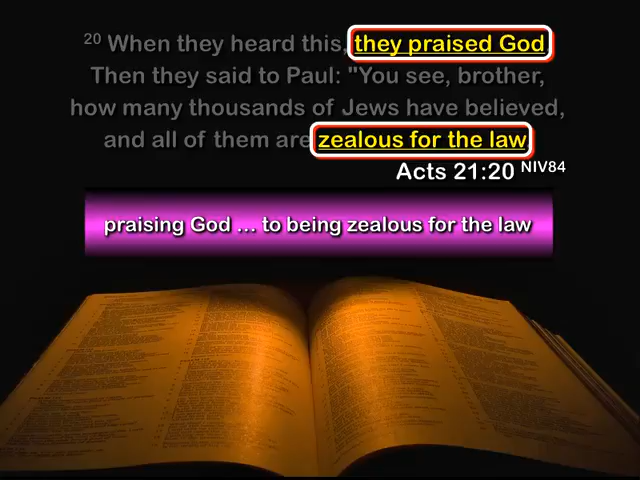 20 When they heard this, they praised God.
Then they said to Paul: "You see, brother,
how many thousands of Jews have believed,
and all of them are zealous for the law.
Acts 21:20 NIV84
praising God ... to being zealous for the law